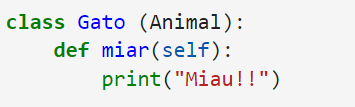 class Gato (Animal):
    def miar(self):
        print("Miau!!")